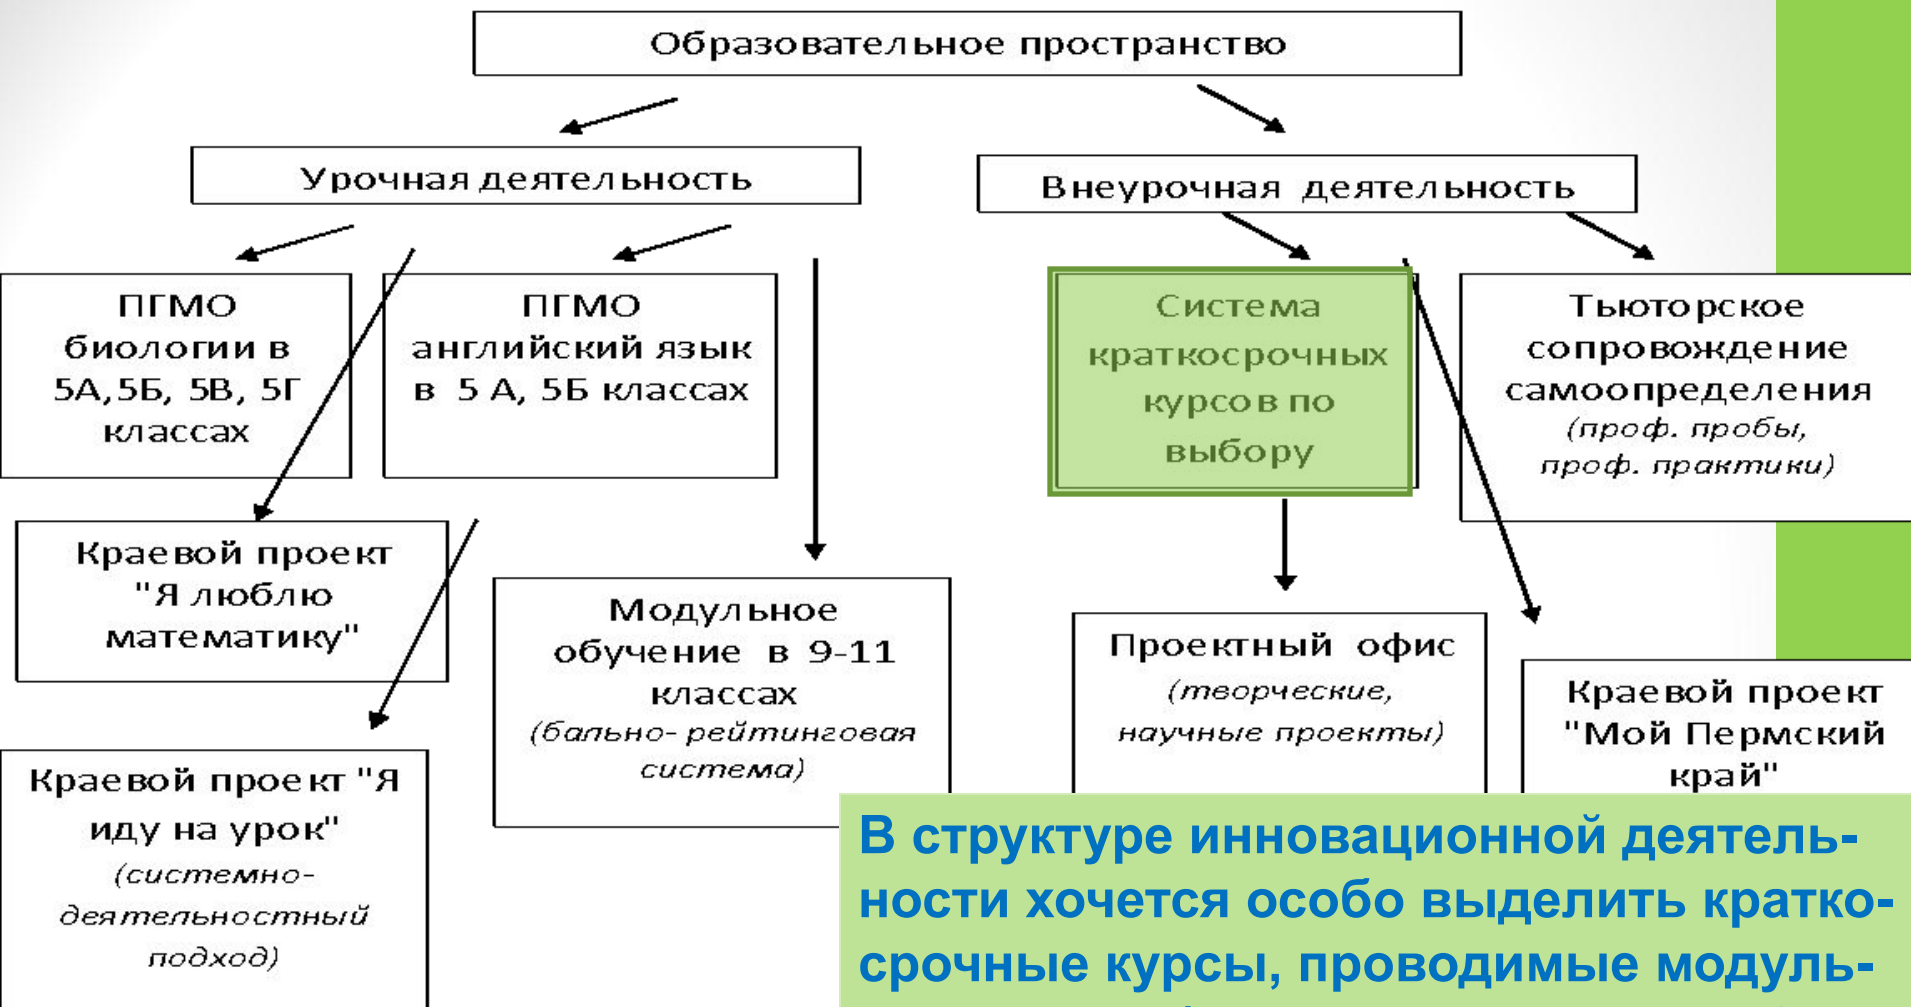 Образовательное пространство
Урочная деятельность
Внеурочная деятельность
ПГМО
биологии в
5А,5Б, 5В, 5Г
классах
ПГМО
английский язык
в 5 А, 5Б классах
Система
краткосрочных
курсов по
выбору
Тьюторское
сопровождение
самоопределения
(проф. пробы,
проф. практики)
Краевой проект
"Я люблю
математику"
Модульное
обучение в 9-11
классах
(бально- рейтинговая
система)
Проектный офис
(творческие,
научные проекты)
Краевой проект
"Мой Пермский
край"
Краевой проект "Я
иду на урок"
(системно-
деятельностный
подход)
В структуре инновационной деятель-
ности хочется особо выделить кратко-
срочные курсы, проводимые модуль-